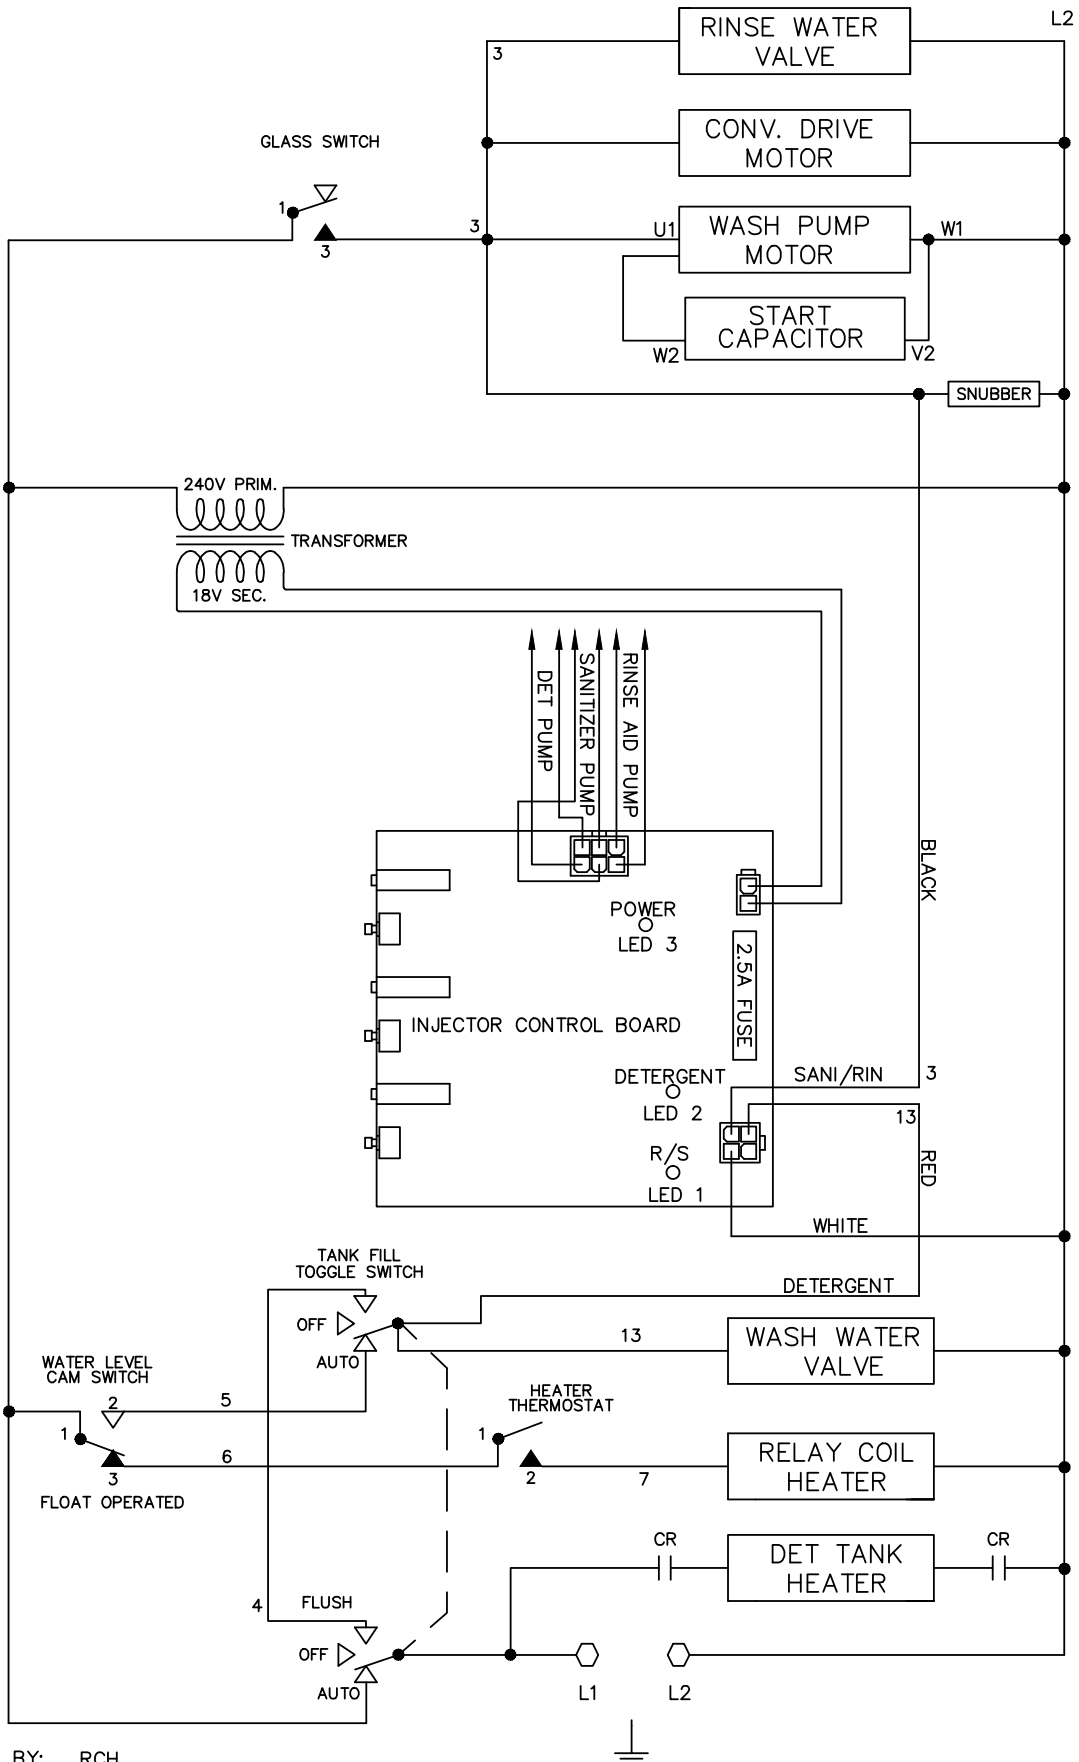 L2
RINSE WATER
VALVE
3
CONV. DRIVE
MOTOR
GLASS SWITCH
1
3
3
U1
WASH PUMP
MOTOR
W1
START
CAPACITOR
W2
V2
SNUBBER
240V PRIM.
TRANSFORMER
18V SEC.
DET PUMP
SANITIZER PUMP
RINSE AID PUMP
BLACK
POWER
LED 3
2.5A FUSE
INJECTOR CONTROL BOARD
DETERGENT
LED 2
SANI/RIN
3
13
R/S
LED 1
RED
WHITE
TANK FILL
TOGGLE SWITCH
DETERGENT
OFF
AUTO
13
WASH WATER
VALVE
WATER LEVEL
CAM SWITCH
2
5
1
3
6
FLOAT OPERATED
HEATER
THERMOSTAT
1
2
7
RELAY COIL
HEATER
CR
DET TANK
HEATER
CR
4
FLUSH
OFF
AUTO
L1
L2
BY: RCH